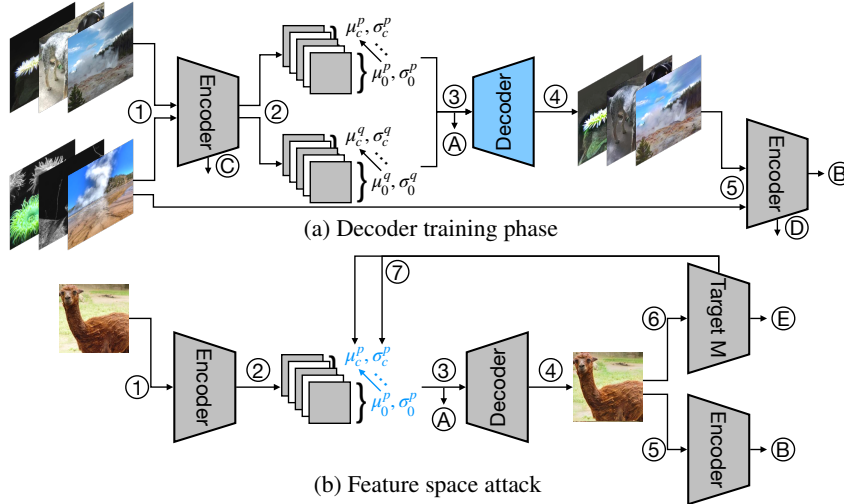 μ_c^p, σ_c^p
...
μ_0^p, σ_0^p
① Encoder ② ③ Decoder ④
Ⓐ
Ⓒ
μ_c^q, σ_c^q
...
μ_0^q, σ_0^q
⑤ Encoder Ⓑ
Ⓓ
(a) Decoder training phase
⑦
① Encoder ②
μ_c^p, σ_c^p
...
μ_0^p, σ_0^p
③ Decoder ④
Ⓐ
⑥ Target M Ⓔ
⑤ Encoder Ⓑ
(b) Feature space attack